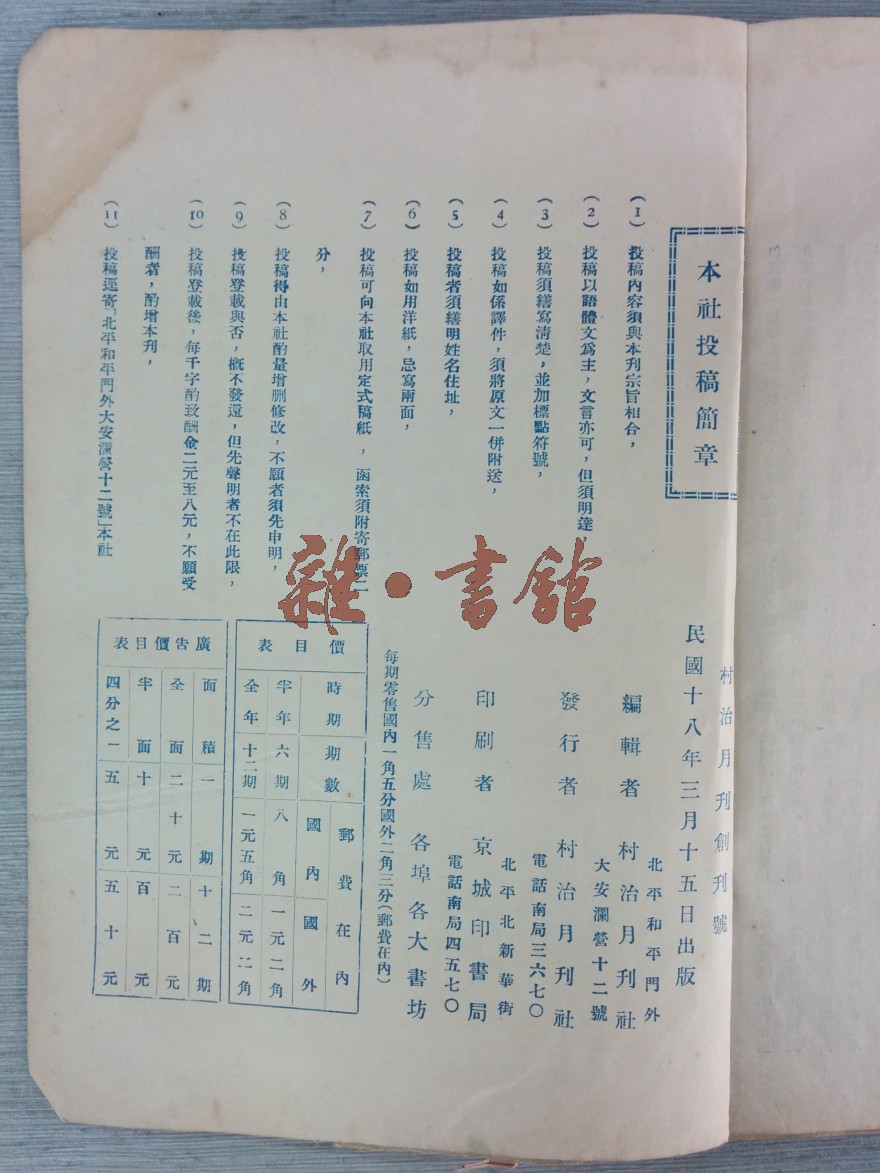 本社投稿簡章
(1) 投稿內容須與本刊宗旨相合，
(2) 投稿以語體文爲主，文言亦可，但須明達，
(3) 投稿須繕寫清楚，並加標點符號，
(4) 投稿如係譯件，須將原文一併附送，
(5) 投稿者須繕明姓名住址，
(6) 投稿如用洋紙，忌寫兩面，
(7) 投稿可向本社取用定式稿紙，函索須附寄郵票二
分，
(8) 投稿得由本社酌量增删修改，不願者須先申明，
(9) 投稿登載與否，概不發還，但先聲明者不在此限，
(10) 投稿登載後，每千字酌致酬金二元至八元，不願受
酬者，酌增本刊，
(11) 投稿逕寄「北平和平門外大安瀾營十二號」本社
村治月刊創刊號
民國十八年三月十五日出版
編輯者 村治月刊社
北平和平門外
大安瀾營十二號
發行者 村治月刊社
電話南局三六七〇
印刷者 京城印書局
北平北新華街
電話南局四五七〇
分售處 各埠各大書坊
每期零售國內一角五分國外二角三分(郵費在內)
價目表
時期 期數 郵費在內
國內 國外
半年 六期 八角 一元二角
全年 十二期 一元五角 二元二角
廣告價目表
面積 一期 十二期
全面 二十元 二百元
半面 十元 百元
四分之一 五元 五十元
雜·書館